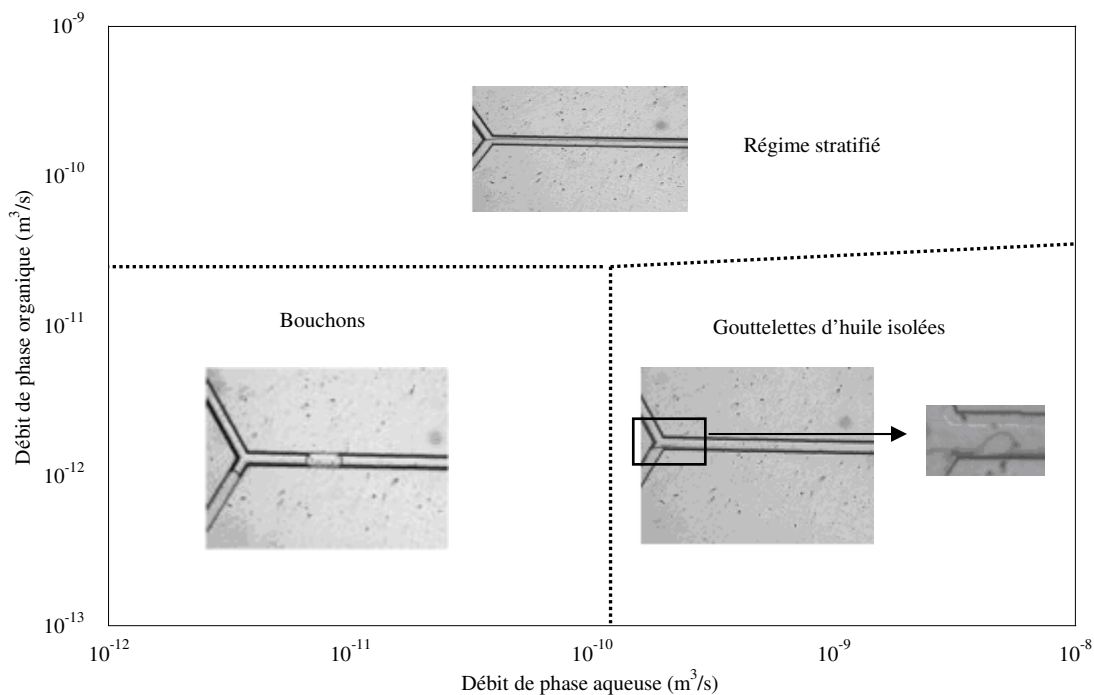 10^-9
Régime stratifié
10^-10
Débit de phase organique (m^3/s)
Bouchons
10^-11
Gouttelettes d'huile isolées
10^-12
10^-13
10^-12
10^-11
10^-10
10^-9
10^-8
Débit de phase aqueuse (m^3/s)